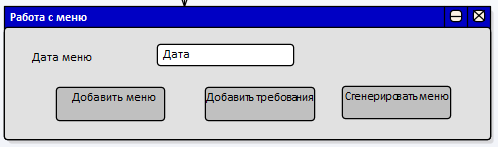 Работа с меню
Дата меню
Дата
Добавить меню
Добавить требования
Сгенерировать меню